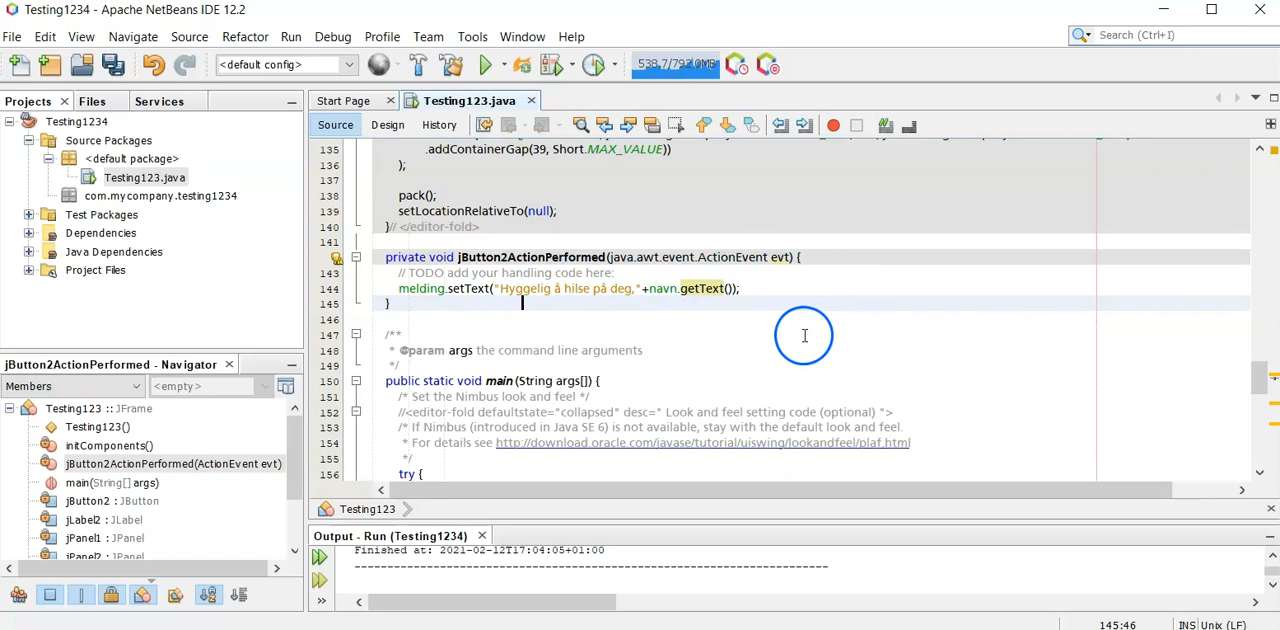 Testing1234 - Apache NetBeans IDE 12.2
File Edit View Navigate Source Refactor Run Debug Profile Team Tools Window Help
Search (Ctrl+I)
<default config>
538,7/792,0MB
Projects Files Services
Start Page Testing123.java
Source Design History
Testing1234
Source Packages
<default package>
Testing123.java
com.mycompany.testing1234
Test Packages
Dependencies
Java Dependencies
Project Files
135 .addContainerGap(39, Short.MAX_VALUE))
136 );
137
138 pack();
139 setLocationRelativeTo(null);
140 }// </editor-fold>
141
private void jButton2ActionPerformed(java.awt.event.ActionEvent evt) {
143 // TODO add your handling code here:
144 melding.setText("Hyggelig å hilse på deg,"+navn.getText());
145 }
146
147 /**
148 * @param args the command line arguments
149 */
150 public static void main(String args[]) {
151 /* Set the Nimbus look and feel */
152 //<editor-fold defaultstate="collapsed" desc=" Look and feel setting code (optional) ">
153 /* If Nimbus (introduced in Java SE 6) is not available, stay with the default look and feel.
154 * For details see http://download.oracle.com/javase/tutorial/uiswing/lookandfeel/plaf.html
155 */
156 try {
Testing123
jButton2ActionPerformed - Navigator
Members <empty>
Testing123 :: JFrame
Testing123()
initComponents()
jButton2ActionPerformed(ActionEvent evt)
main(String[] args)
jButton2 : JButton
jLabel2 : JLabel
jPanel1 : JPanel
jPanel2 : JPanel
Output - Run (Testing1234)
Finished at: 2021-02-12T17:04:05+01:00
------------------------------------------------------------------------
145:46 INS Unix (LF)